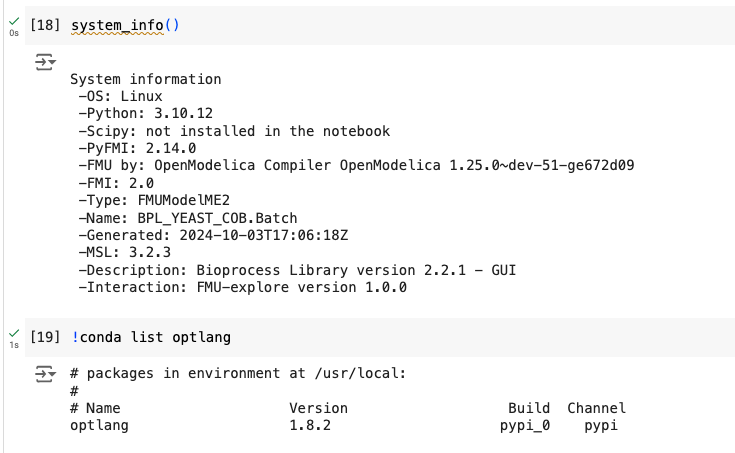 [18] system_info()
0s
System information
 -OS: Linux
 -Python: 3.10.12
 -Scipy: not installed in the notebook
 -PyFMI: 2.14.0
 -FMU by: OpenModelica Compiler OpenModelica 1.25.0~dev-51-ge672d09
 -FMI: 2.0
 -Type: FMUModelME2
 -Name: BPL_YEAST_COB.Batch
 -Generated: 2024-10-03T17:06:18Z
 -MSL: 3.2.3
 -Description: Bioprocess Library version 2.2.1 - GUI
 -Interaction: FMU-explore version 1.0.0
[19] !conda list optlang
1s
# packages in environment at /usr/local:
#
# Name                    Version                   Build  Channel
optlang                   1.8.2                    pypi_0    pypi